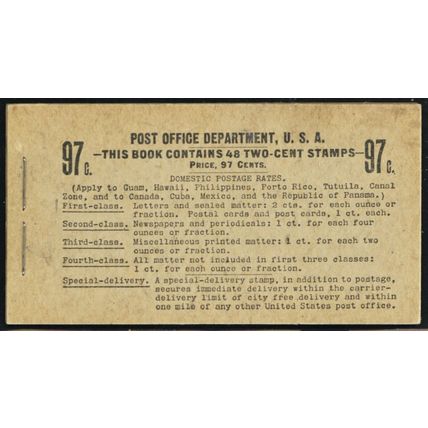 POST OFFICE DEPARTMENT, U. S. A.
97c. —THIS BOOK CONTAINS 48 TWO-CENT STAMPS— 97c.
PRICE, 97 CENTS.
DOMESTIC POSTAGE RATES.
(Apply to Guam, Hawaii, Philippines, Porto Rico, Tutuila, Canal
Zone, and to Canada, Cuba, Mexico, and the Republic of Panama.)
First-class. Letters and sealed matter: 2 cts. for each ounce or
fraction. Postal cards and post cards, 1 ct. each.
Second-class. Newspapers and periodicals: 1 ct. for each four
ounces or fraction.
Third-class. Miscellaneous printed matter: 1 ct. for each two
ounces or fraction.
Fourth-class. All matter not included in first three classes:
1 ct. for each ounce or fraction.
Special-delivery. A special-delivery stamp, in addition to postage,
secures immediate delivery within the carrier-
delivery limit of city free delivery and within
one mile of any other United States post office.